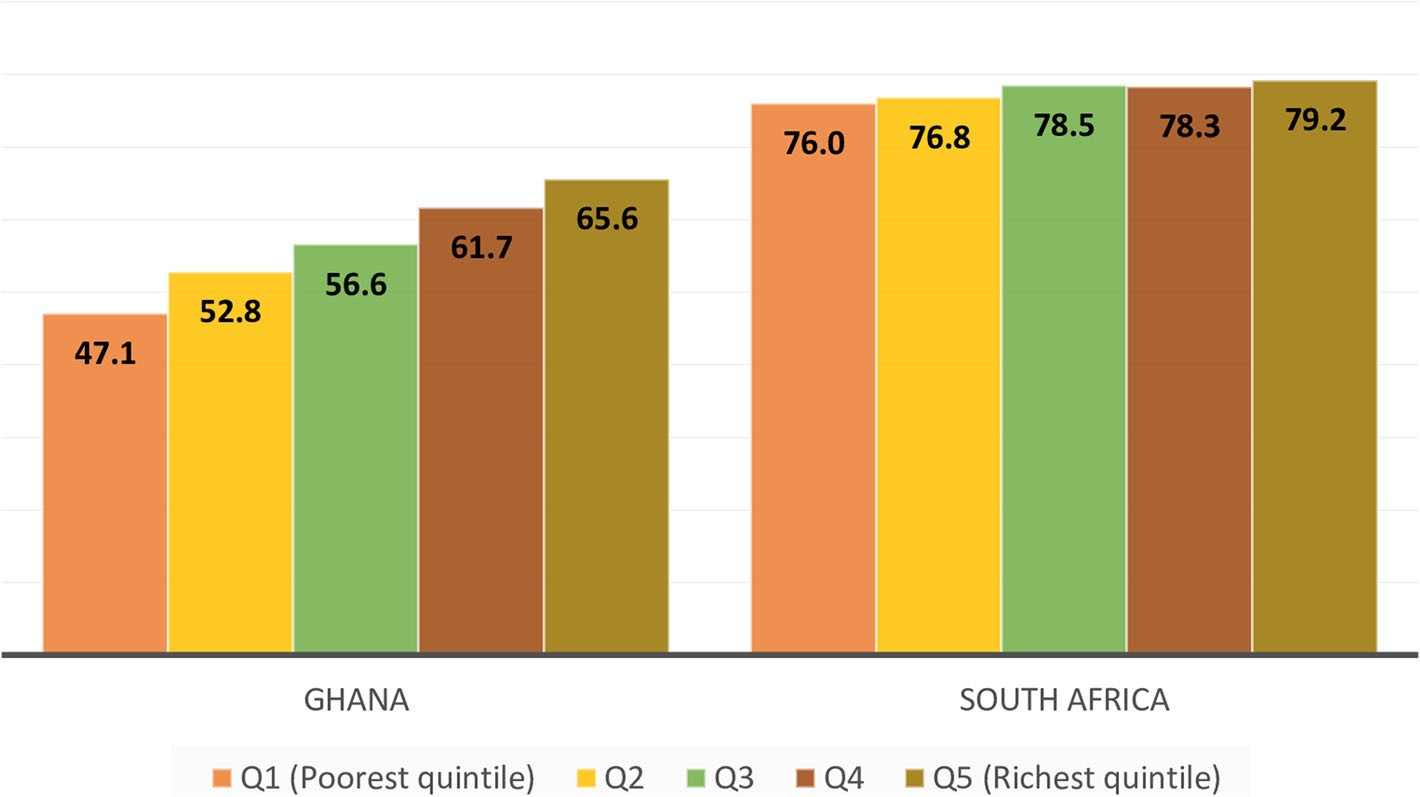 47.1
52.8
56.6
61.7
65.6
76.0
76.8
78.5
78.3
79.2
GHANA
SOUTH AFRICA
Q1 (Poorest quintile)
Q2
Q3
Q4
Q5 (Richest quintile)